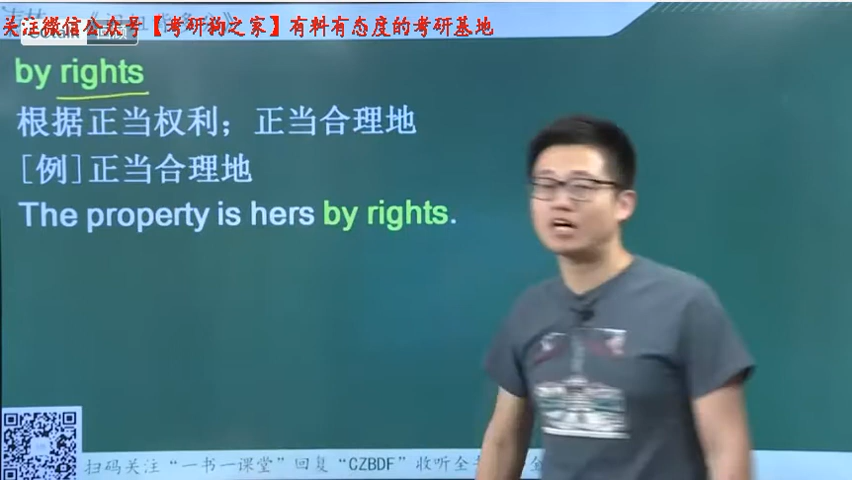 关注微信公众号【考研狗之家】有料有态度的考研基地
by rights
根据正当权利；正当合理地
[例]正当合理地
The property is hers by rights.
扫码关注“一书一课堂”回复“CZBDF”收听全